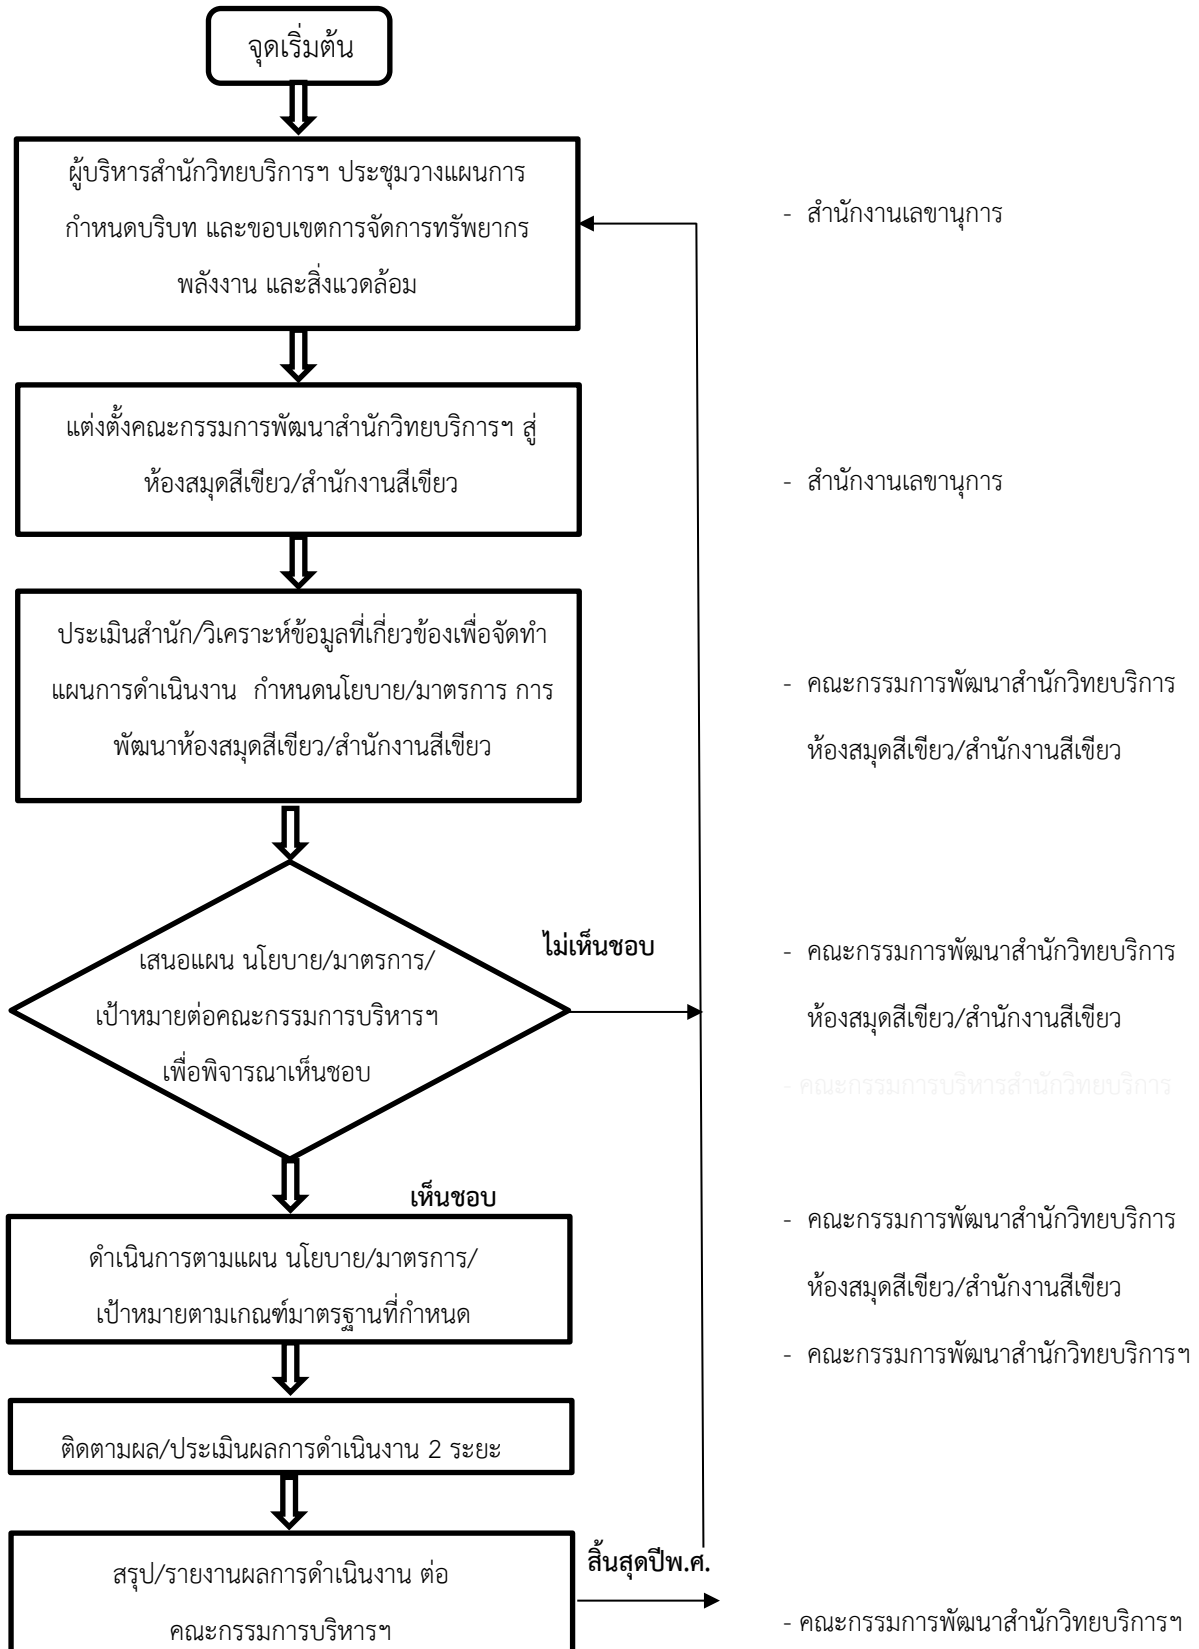 จุดเริ่มต้น
ผู้บริหารสำนักวิทยบริการฯ ประชุมวางแผนการ
กำหนดบริบท และขอบเขตการจัดการทรัพยากร
พลังงาน และสิ่งแวดล้อม
- สำนักงานเลขานุการ
แต่งตั้งคณะกรรมการพัฒนาสำนักวิทยบริการฯ สู่
ห้องสมุดสีเขียว/สำนักงานสีเขียว
- สำนักงานเลขานุการ
ประเมินสำนัก/วิเคราะห์ข้อมูลที่เกี่ยวข้องเพื่อจัดทำ
แผนการดำเนินงาน กำหนดนโยบาย/มาตรการ การ
พัฒนาห้องสมุดสีเขียว/สำนักงานสีเขียว
- คณะกรรมการพัฒนาสำนักวิทยบริการ
ห้องสมุดสีเขียว/สำนักงานสีเขียว
เสนอแผน นโยบาย/มาตรการ/
เป้าหมายต่อคณะกรรมการบริหารฯ
เพื่อพิจารณาเห็นชอบ
ไม่เห็นชอบ
- คณะกรรมการพัฒนาสำนักวิทยบริการ
ห้องสมุดสีเขียว/สำนักงานสีเขียว
- คณะกรรมการบริหารสำนักวิทยบริการ
เห็นชอบ
ดำเนินการตามแผน นโยบาย/มาตรการ/
เป้าหมายตามเกณฑ์มาตรฐานที่กำหนด
- คณะกรรมการพัฒนาสำนักวิทยบริการ
ห้องสมุดสีเขียว/สำนักงานสีเขียว
- คณะกรรมการพัฒนาสำนักวิทยบริการฯ
ติดตามผล/ประเมินผลการดำเนินงาน 2 ระยะ
สรุป/รายงานผลการดำเนินงาน ต่อ
คณะกรรมการบริหารฯ
สิ้นสุดปีพ.ศ.
- คณะกรรมการพัฒนาสำนักวิทยบริการฯ